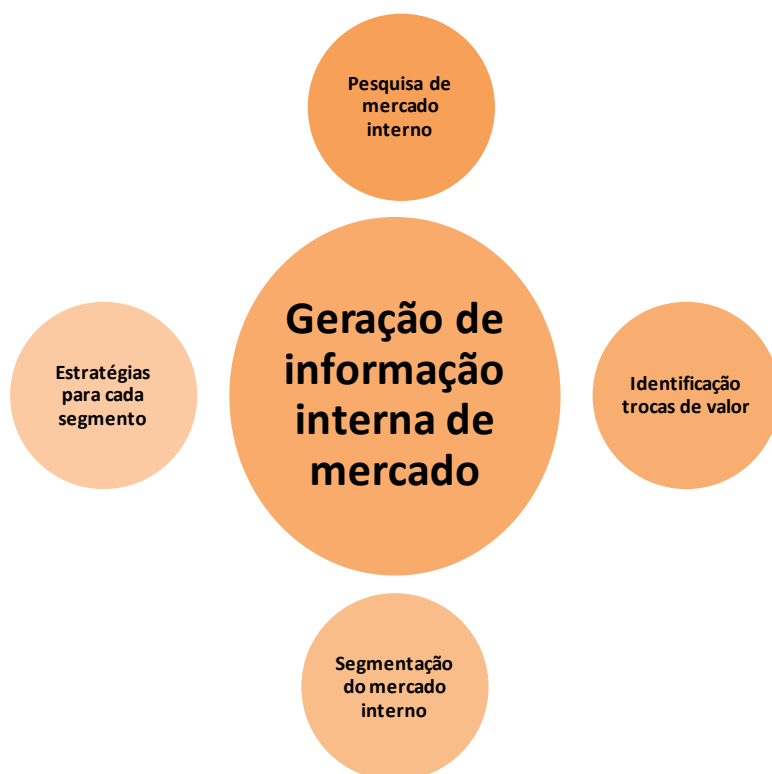 Pesquisa de
mercado
interno
Geração de
informação
interna de
mercado
Estratégias
para cada
segmento
Identificação
trocas de valor
Segmentação
do mercado
interno